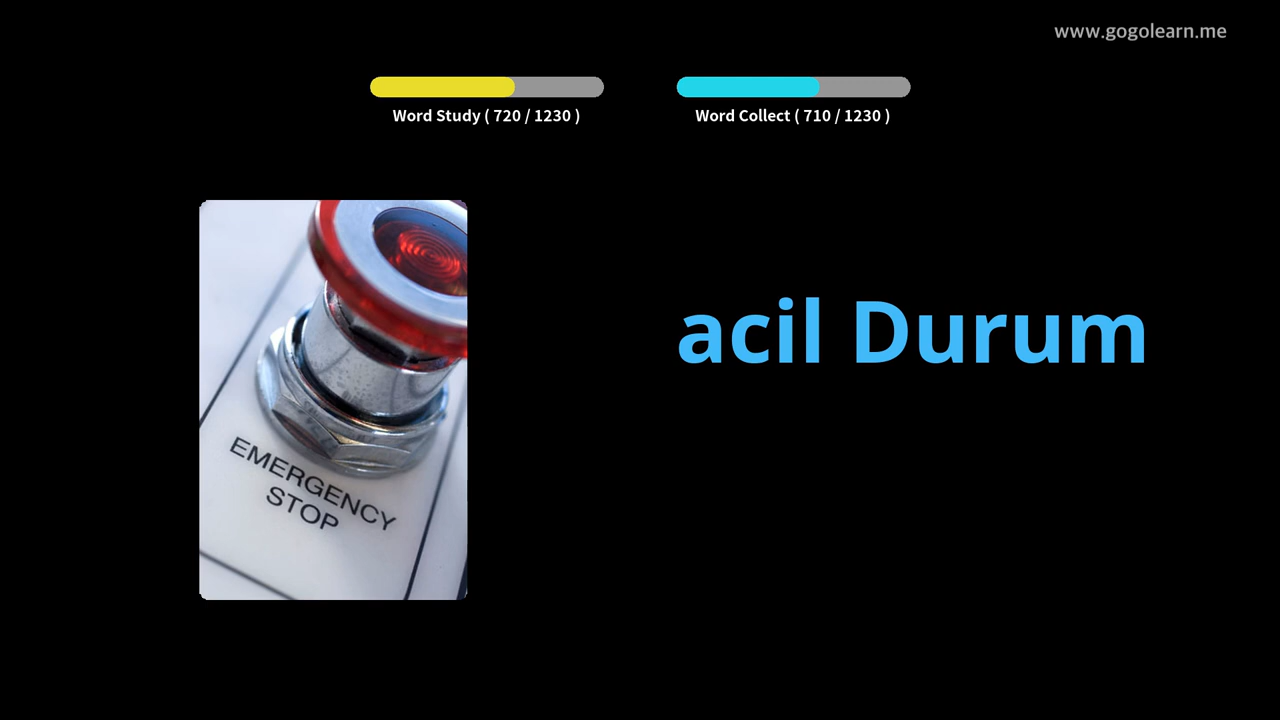 www.gogolearn.me
Word Study ( 720 / 1230 )
Word Collect ( 710 / 1230 )
acil Durum
EMERGENCY
STOP